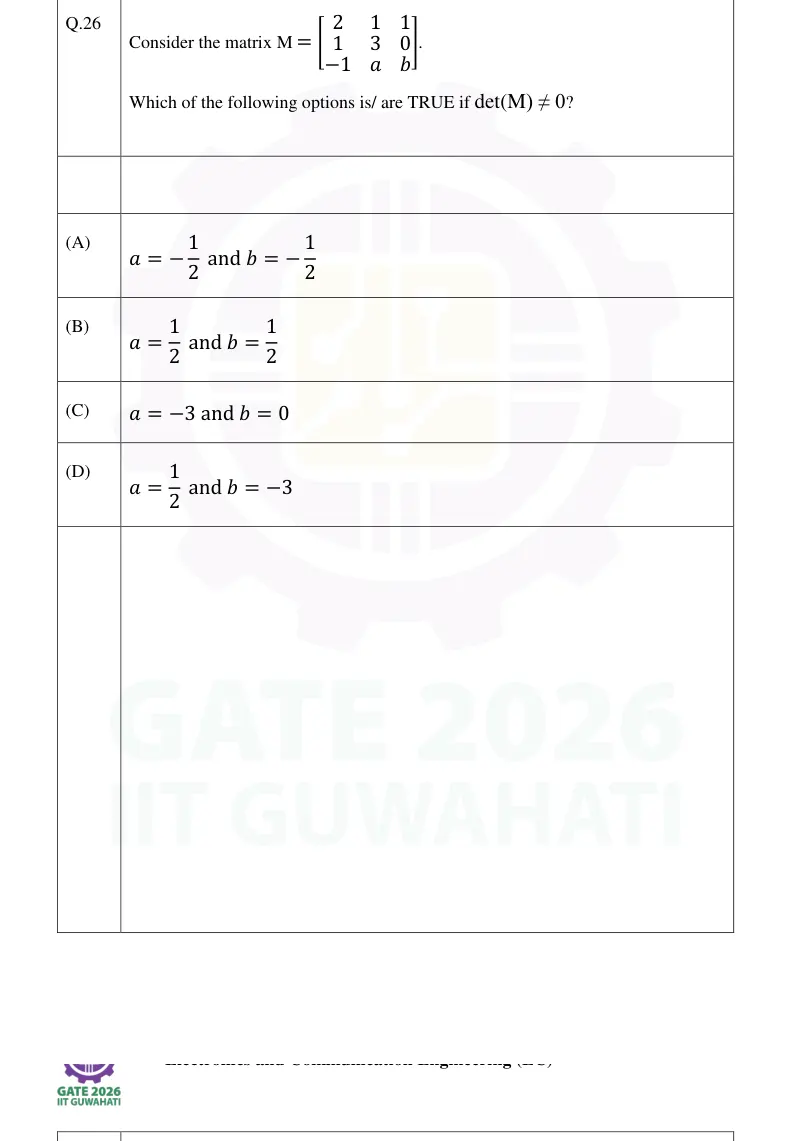 Q.26
Consider the matrix M = [2 1 1
1 3 0
−1 a b].
Which of the following options is/ are TRUE if det(M) ≠ 0?
(A) a = −1/2 and b = −1/2
(B) a = 1/2 and b = 1/2
(C) a = −3 and b = 0
(D) a = 1/2 and b = −3
GATE 2026
IIT GUWAHATI
GATE 2026
IIT GUWAHATI